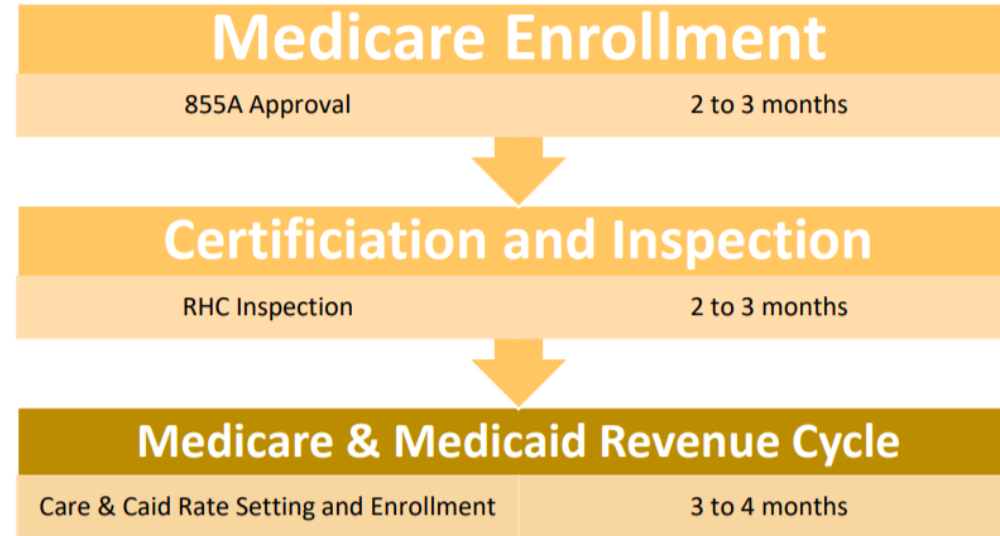 Medicare Enrollment
855A Approval
2 to 3 months
Certificiation and Inspection
RHC Inspection
2 to 3 months
Medicare & Medicaid Revenue Cycle
Care & Caid Rate Setting and Enrollment
3 to 4 months